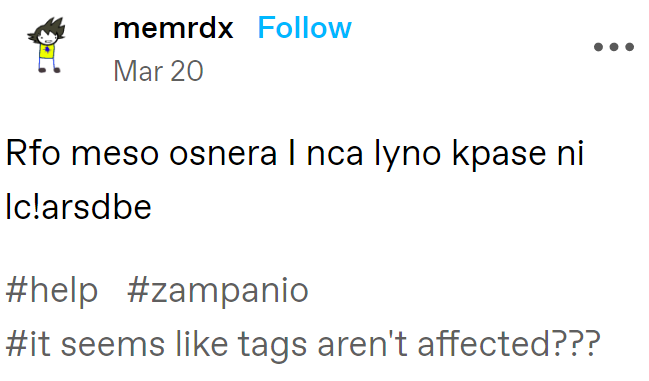 memrdx Follow
Mar 20
Rfo meso osnera I nca lyno kpase ni
lc!arsdbe
#help #zampanio
#it seems like tags aren't affected???